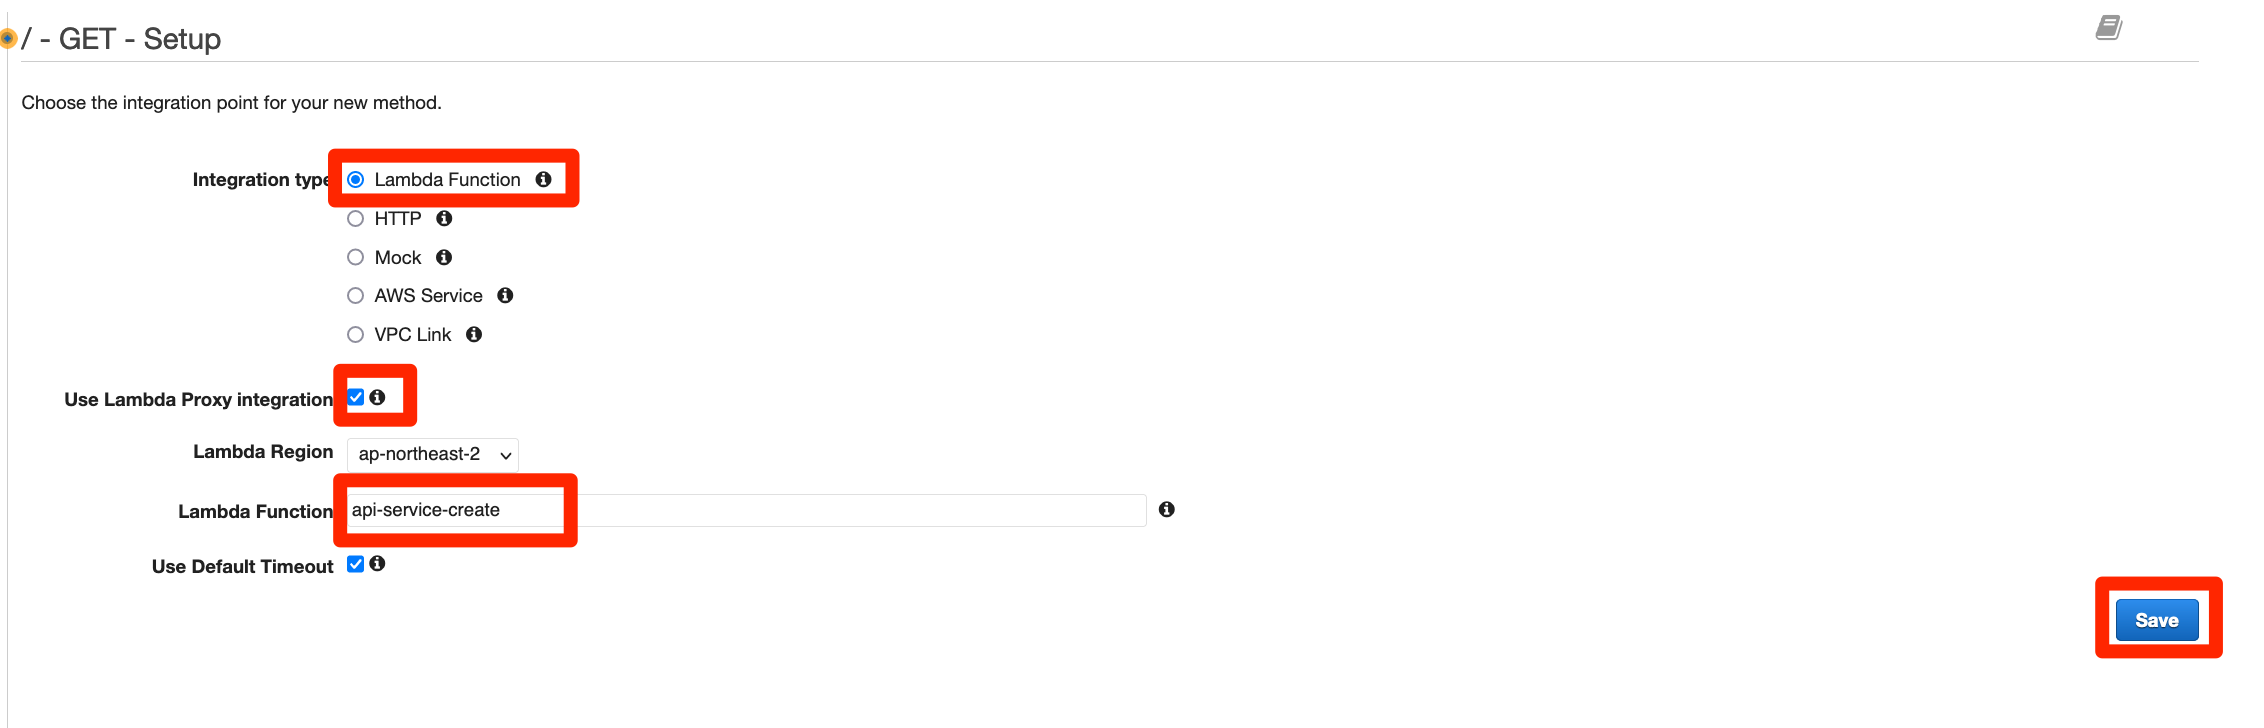 / - GET - Setup
Choose the integration point for your new method.
Integration type Lambda Function
HTTP
Mock
AWS Service
VPC Link
Use Lambda Proxy integration
Lambda Region ap-northeast-2
Lambda Function api-service-create
Use Default Timeout
Save